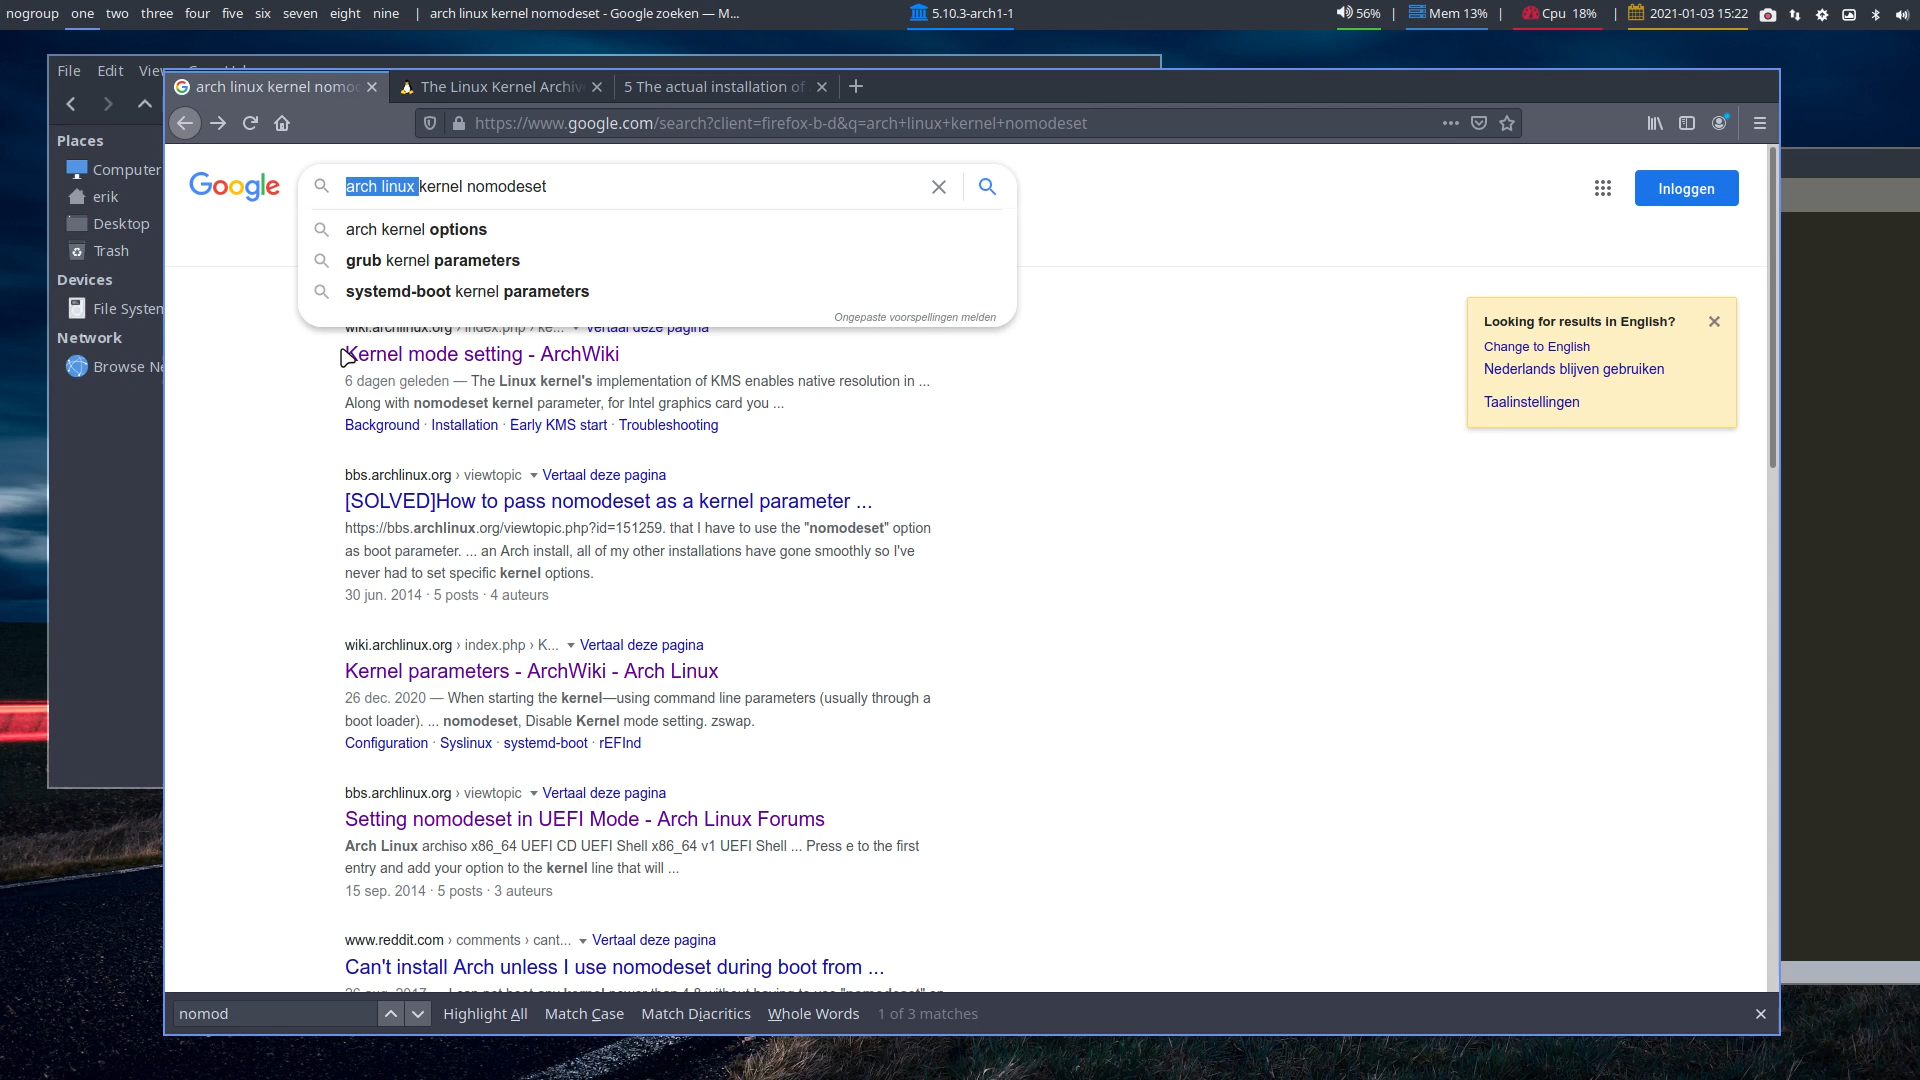 nogroup one two three four five six seven eight nine | arch linux kernel nomodeset - Google zoeken — M...
5.10.3-arch1-1
56% | Mem 13% | Cpu 18% | 2021-01-03 15:22
File Edit
Places
Computer
erik
Desktop
Trash
Devices
File System
Network
Browse Ne
arch linux kernel nomo
The Linux Kernel Archiv
5 The actual installation of
https://www.google.com/search?client=firefox-b-d&q=arch+linux+kernel+nomodeset
Google
arch linux kernel nomodeset
Inloggen
arch kernel options
grub kernel parameters
systemd-boot kernel parameters
Ongepaste voorspellingen melden
wiki.archlinux.org › index.php › Ke... Vertaal deze pagina
Kernel mode setting - ArchWiki
6 dagen geleden — The Linux kernel's implementation of KMS enables native resolution in ...
Along with nomodeset kernel parameter, for Intel graphics card you ...
Background · Installation · Early KMS start · Troubleshooting
bbs.archlinux.org › viewtopic Vertaal deze pagina
[SOLVED]How to pass nomodeset as a kernel parameter ...
https://bbs.archlinux.org/viewtopic.php?id=151259. that I have to use the "nomodeset" option
as boot parameter. ... an Arch install, all of my other installations have gone smoothly so I've
never had to set specific kernel options.
30 jun. 2014 · 5 posts · 4 auteurs
wiki.archlinux.org › index.php › K... Vertaal deze pagina
Kernel parameters - ArchWiki - Arch Linux
26 dec. 2020 — When starting the kernel—using command line parameters (usually through a
boot loader). ... nomodeset, Disable Kernel mode setting. zswap.
Configuration · Syslinux · systemd-boot · rEFInd
bbs.archlinux.org › viewtopic Vertaal deze pagina
Setting nomodeset in UEFI Mode - Arch Linux Forums
Arch Linux archiso x86_64 UEFI CD UEFI Shell x86_64 v1 UEFI Shell ... Press e to the first
entry and add your option to the kernel line that will ...
15 sep. 2014 · 5 posts · 3 auteurs
www.reddit.com › comments › cant... Vertaal deze pagina
Can't install Arch unless I use nomodeset during boot from ...
Looking for results in English?
Change to English
Nederlands blijven gebruiken
Taalinstellingen
nomod
Highlight All Match Case Match Diacritics Whole Words 1 of 3 matches